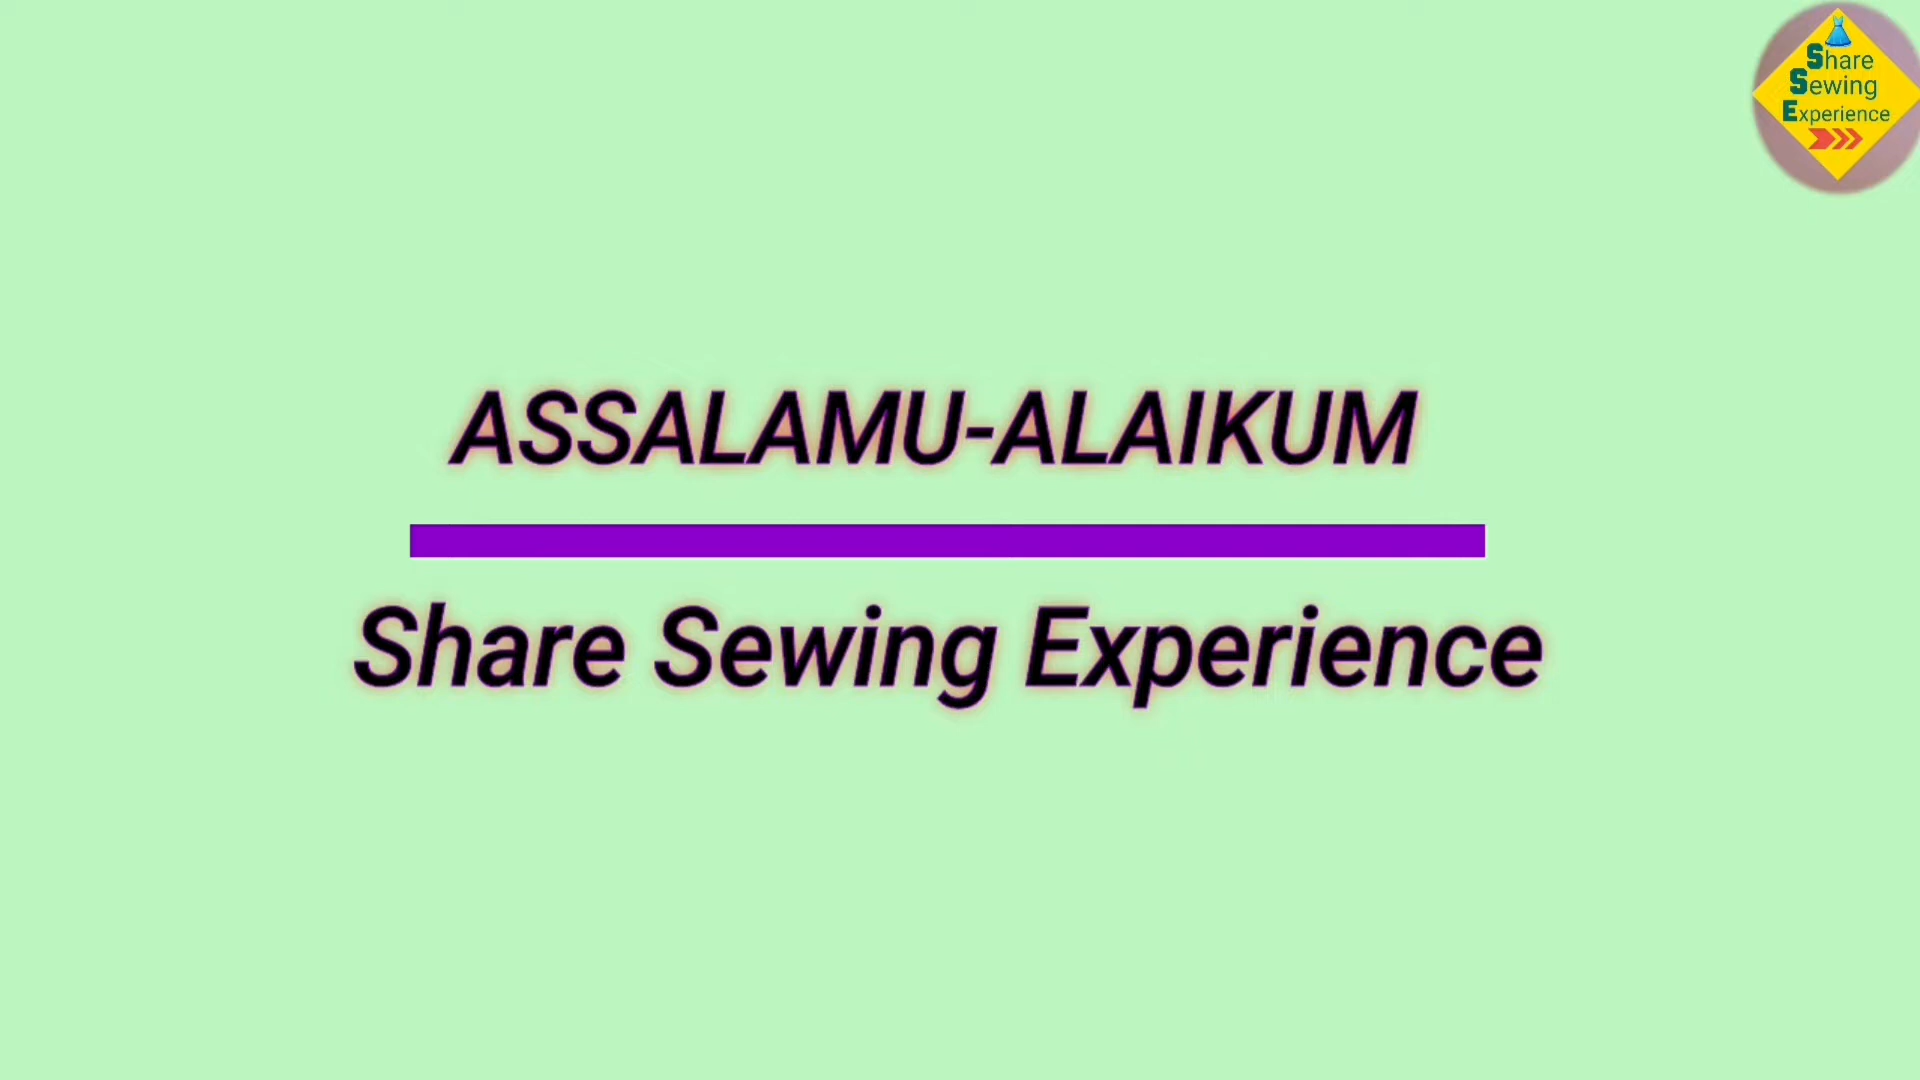 Share
Sewing
Experience
ASSALAMU-ALAIKUM
Share Sewing Experience